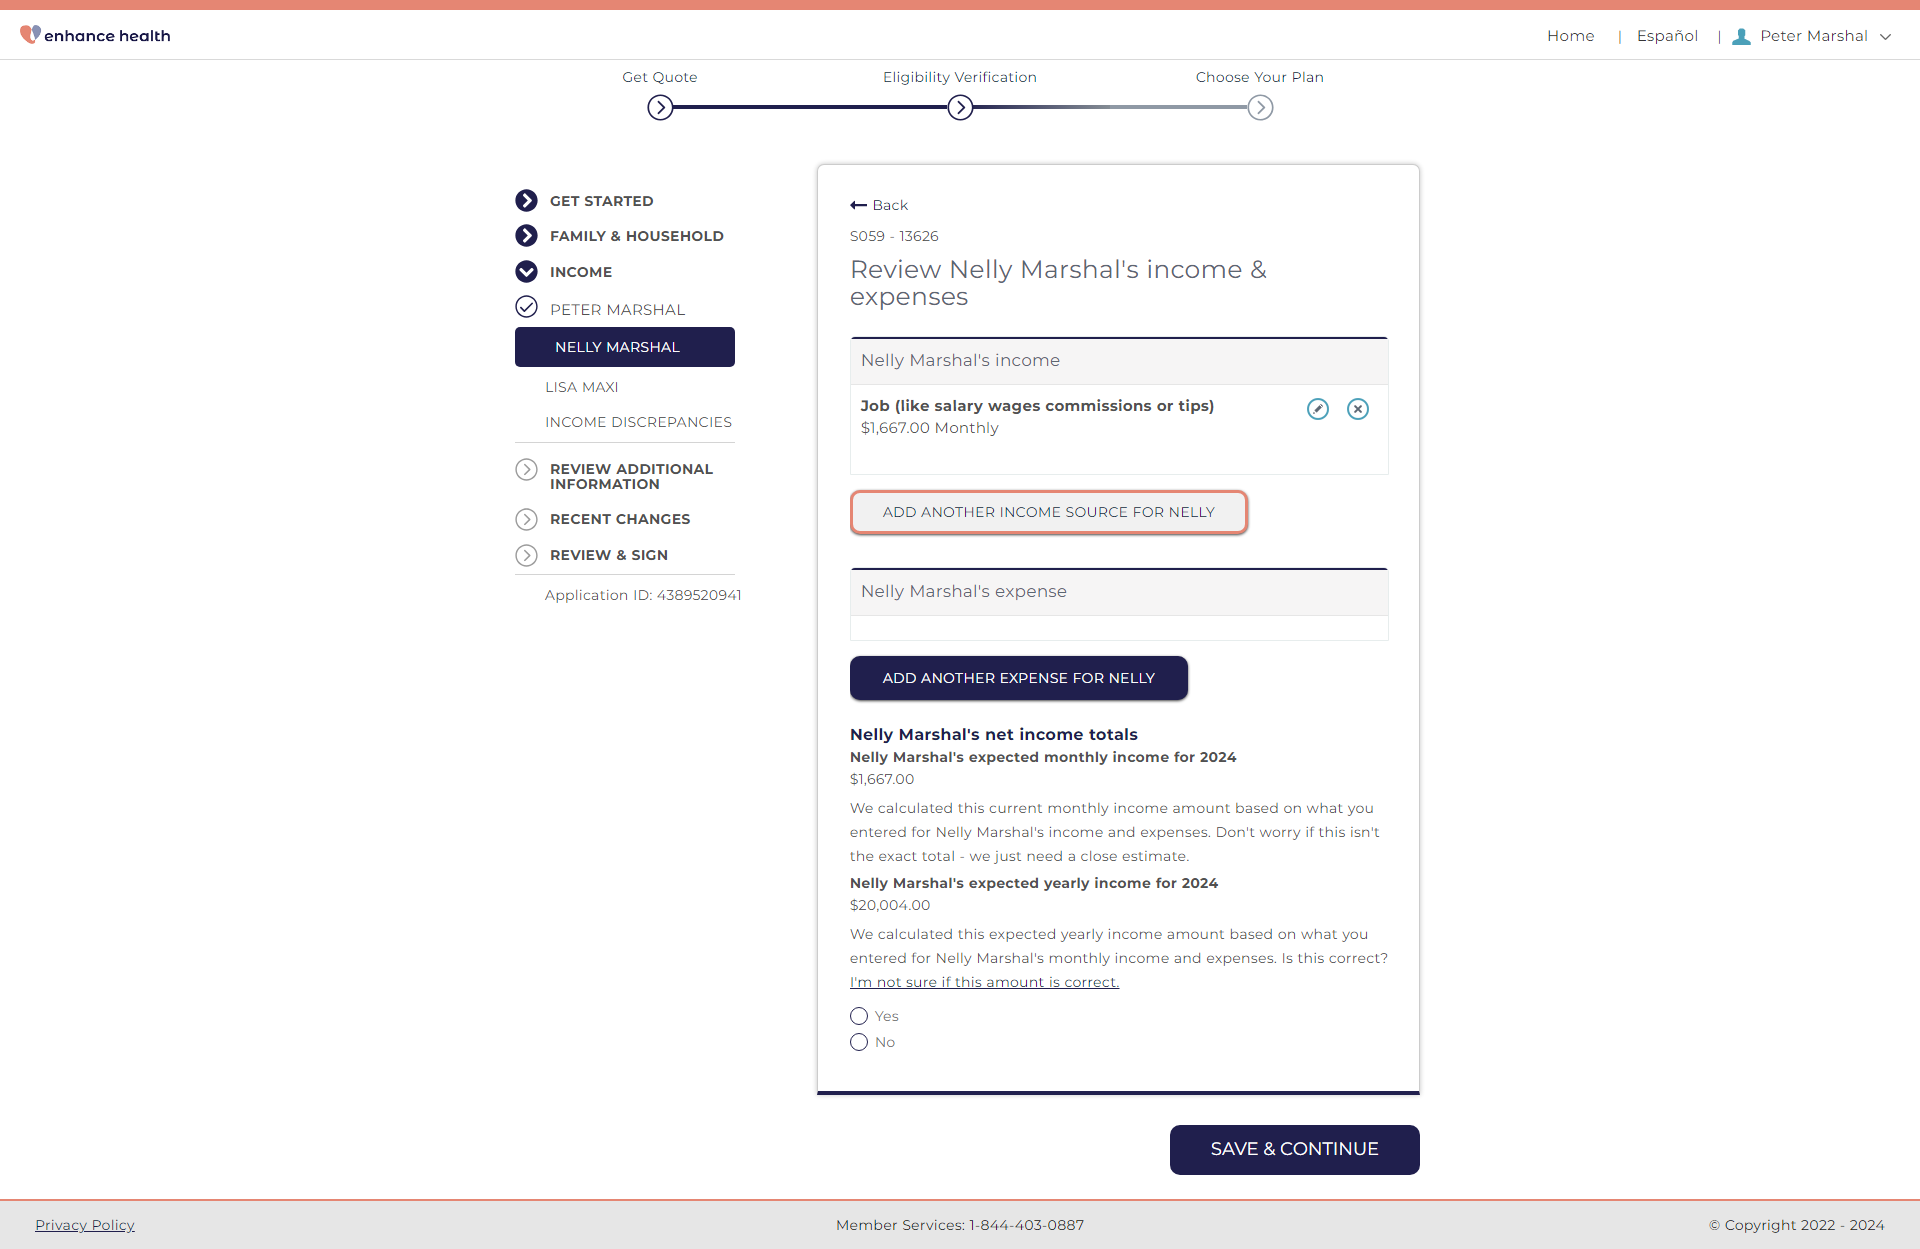 enhance health
Home | Español | Peter Marshal
Get Quote
Eligibility Verification
Choose Your Plan
GET STARTED
FAMILY & HOUSEHOLD
INCOME
PETER MARSHAL
NELLY MARSHAL
LISA MAXI
INCOME DISCREPANCIES
REVIEW ADDITIONAL
INFORMATION
RECENT CHANGES
REVIEW & SIGN
Application ID: 4389520941
Back
S059 - 13626
Review Nelly Marshal's income &
expenses
Nelly Marshal's income
Job (like salary wages commissions or tips)
$1,667.00 Monthly
ADD ANOTHER INCOME SOURCE FOR NELLY
Nelly Marshal's expense
ADD ANOTHER EXPENSE FOR NELLY
Nelly Marshal's net income totals
Nelly Marshal's expected monthly income for 2024
$1,667.00
We calculated this current monthly income amount based on what you
entered for Nelly Marshal's income and expenses. Don't worry if this isn't
the exact total - we just need a close estimate.
Nelly Marshal's expected yearly income for 2024
$20,004.00
We calculated this expected yearly income amount based on what you
entered for Nelly Marshal's monthly income and expenses. Is this correct?
I'm not sure if this amount is correct.
Yes
No
SAVE & CONTINUE
Privacy Policy
Member Services: 1-844-403-0887
© Copyright 2022 - 2024